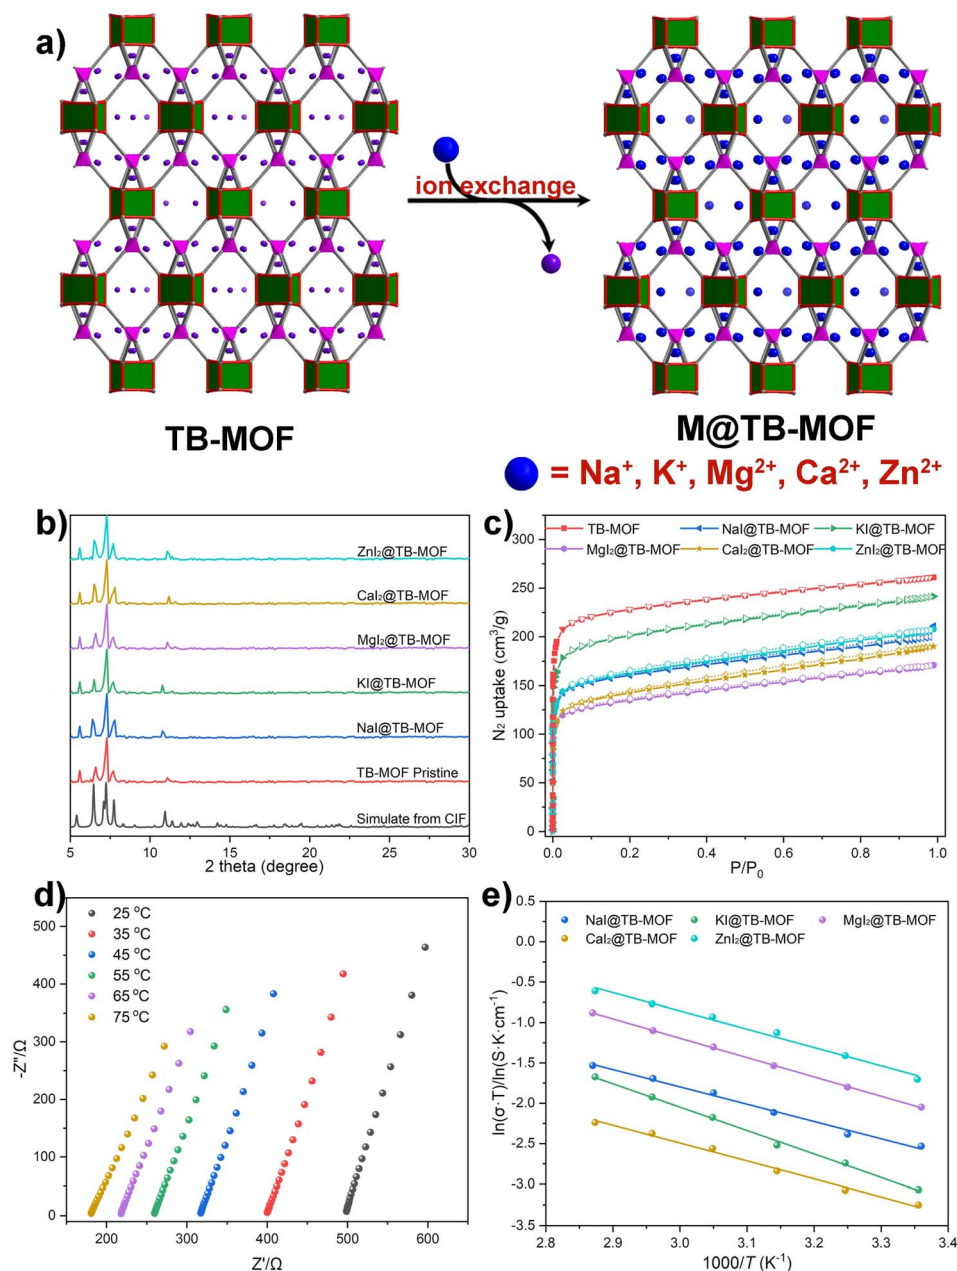 a)
ion exchange
TB-MOF
M@TB-MOF
= Na⁺, K⁺, Mg²⁺, Ca²⁺, Zn²⁺
b)
ZnI₂@TB-MOF
CaI₂@TB-MOF
MgI₂@TB-MOF
KI@TB-MOF
NaI@TB-MOF
TB-MOF Pristine
Simulate from CIF
5 10 15 20 25 30
2 theta (degree)
c)
TB-MOF NaI@TB-MOF KI@TB-MOF
MgI₂@TB-MOF CaI₂@TB-MOF ZnI₂@TB-MOF
N₂ uptake (cm³/g)
300
250
200
150
100
50
0
0.0 0.2 0.4 0.6 0.8 1.0
P/P₀
d)
25 °C
35 °C
45 °C
55 °C
65 °C
75 °C
-Z''/Ω
500
400
300
200
100
0
200 300 400 500 600
Z'/Ω
e)
NaI@TB-MOF KI@TB-MOF MgI₂@TB-MOF
CaI₂@TB-MOF ZnI₂@TB-MOF
ln(σ·T)/ln(S·K·cm⁻¹)
0.5
0.0
-0.5
-1.0
-1.5
-2.0
-2.5
-3.0
-3.5
2.8 2.9 3.0 3.1 3.2 3.3 3.4
1000/T (K⁻¹)